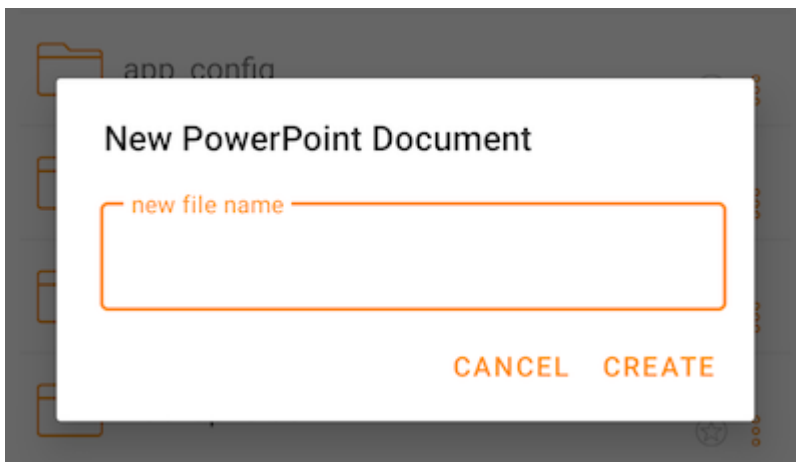 app_config
New PowerPoint Document
new file name
CANCEL CREATE